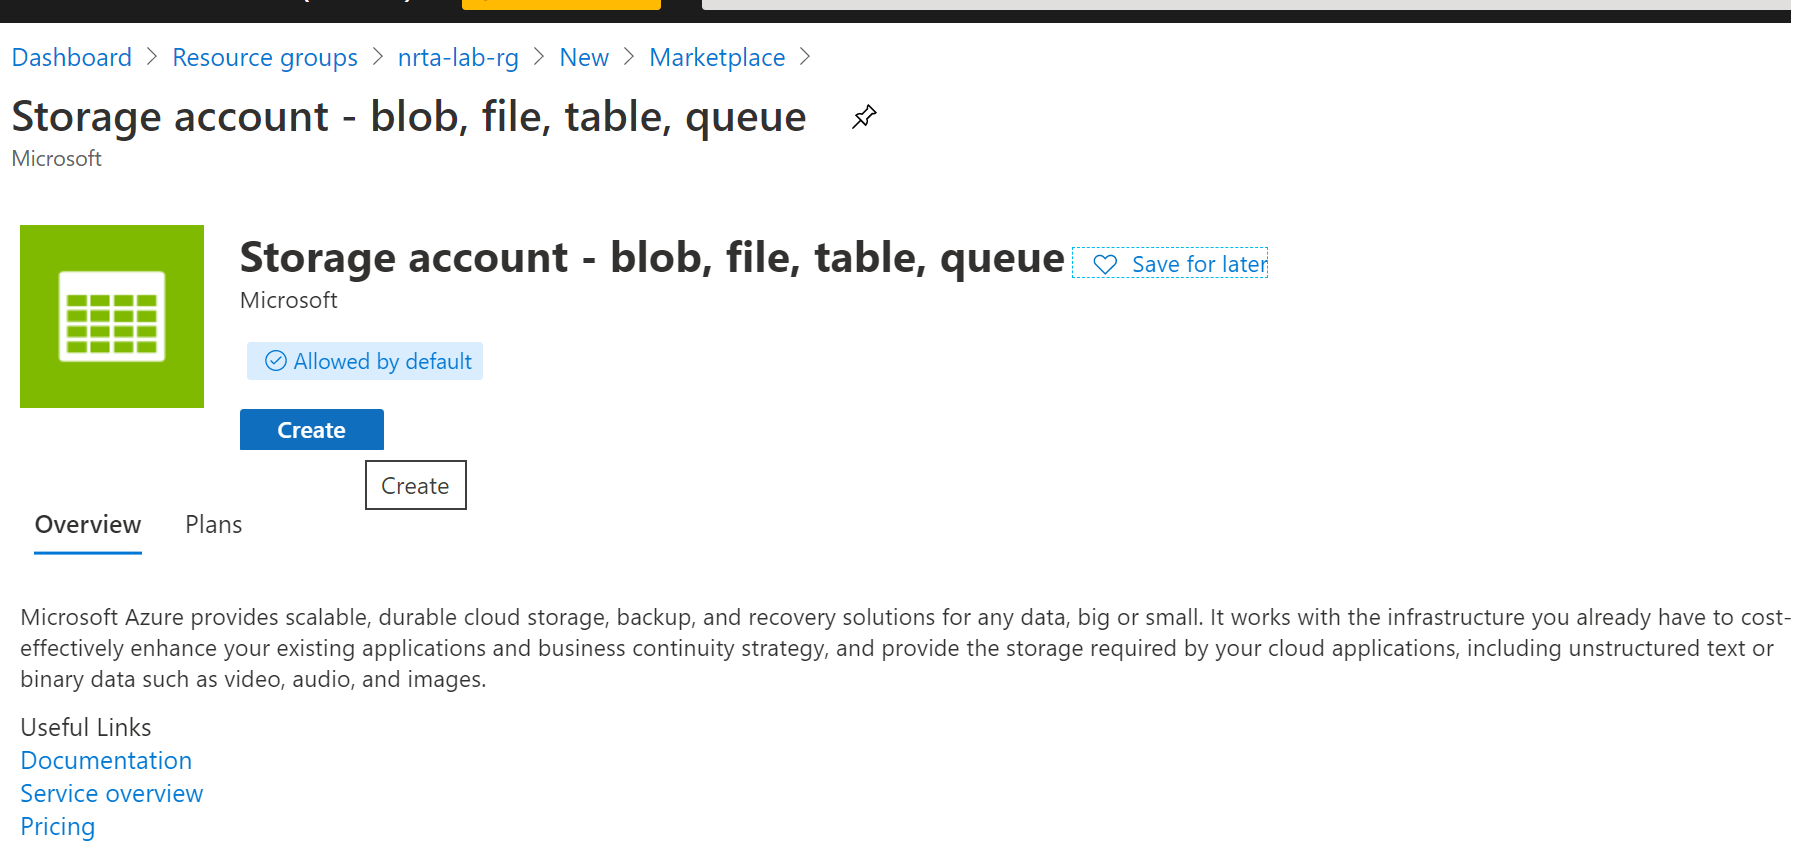 Dashboard > Resource groups > nrta-lab-rg > New > Marketplace >
Storage account - blob, file, table, queue
Microsoft
Storage account - blob, file, table, queue Save for later
Microsoft
Allowed by default
Create
Create
Overview Plans
Microsoft Azure provides scalable, durable cloud storage, backup, and recovery solutions for any data, big or small. It works with the infrastructure you already have to cost-
effectively enhance your existing applications and business continuity strategy, and provide the storage required by your cloud applications, including unstructured text or
binary data such as video, audio, and images.
Useful Links
Documentation
Service overview
Pricing